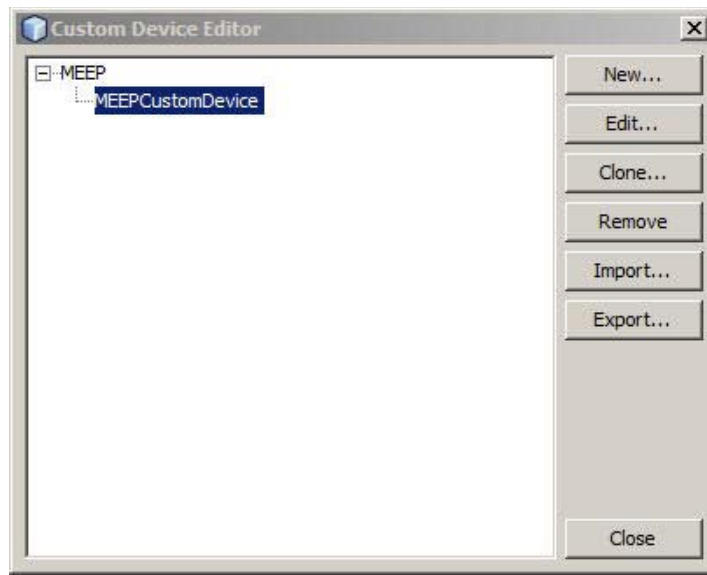 Custom Device Editor
MEEP
MEEPCustomDevice
New...
Edit...
Clone...
Remove
Import...
Export...
Close